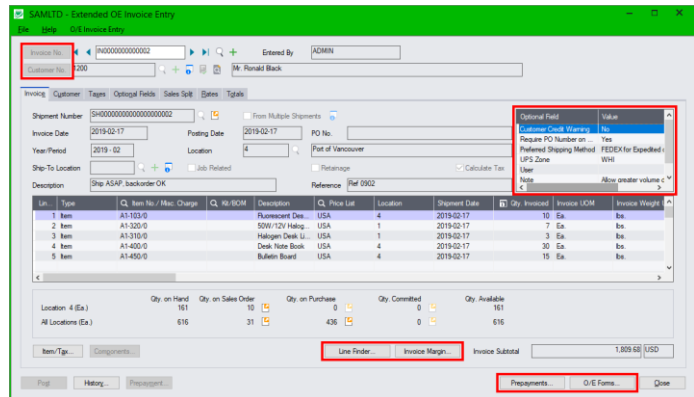 SAMLTD - Extended OE Invoice Entry
File Help O/E Invoice Entry
Invoice No. IN0000000000002 Entered By ADMIN
Customer No. 1200 Mr. Ronald Black
Invoice Customer Taxes Optional Fields Sales Split Rates Totals
Shipment Number SH00000000000000000002 From Multiple Shipments
Invoice Date 2019-02-17 Posting Date 2019-02-17 PO No.
Year/Period 2019 - 02 Location 4 Port of Vancouver
Ship-To Location Job Related Retainage Calculate Tax
Description Ship ASAP, backorder OK Reference Ref 0902
Optional Field Value
Customer Credit Warning No
Require PO Number on ... Yes
Preferred Shipping Method FEDEX for Expedited
UPS Zone WHI
User
Note Allow greater volume
Lin... Type Item No./ Misc. Charge Kit/BOM Description Price List Location Shipment Date Qty. Invoiced Invoice UOM Invoice Weight
1 Item A1-103/0 Fluorescent Des... USA 4 2019-02-17 10 Ea. lbs.
2 Item A1-320/0 50W/12V Halog... USA 1 2019-02-17 7 Ea. lbs.
3 Item A1-310/0 Halogen Desk Li... USA 1 2019-02-17 3 Ea. lbs.
4 Item A1-400/0 Desk Note Book USA 4 2019-02-17 30 Ea. lbs.
5 Item A1-450/0 Bulletin Board USA 4 2019-02-17 15 Ea. lbs.
Qty. on Hand Qty. on Sales Order Qty. on Purchase Qty. Committed Qty. Available
Location 4 (Ea.) 161 10 0 0 161
All Locations (Ea.) 616 31 436 0 616
Item/Tax... Components... Line Finder... Invoice Margin... Invoice Subtotal 1,809.68 USD
Post History... Prepayment... Prepayments... O/E Forms... Close